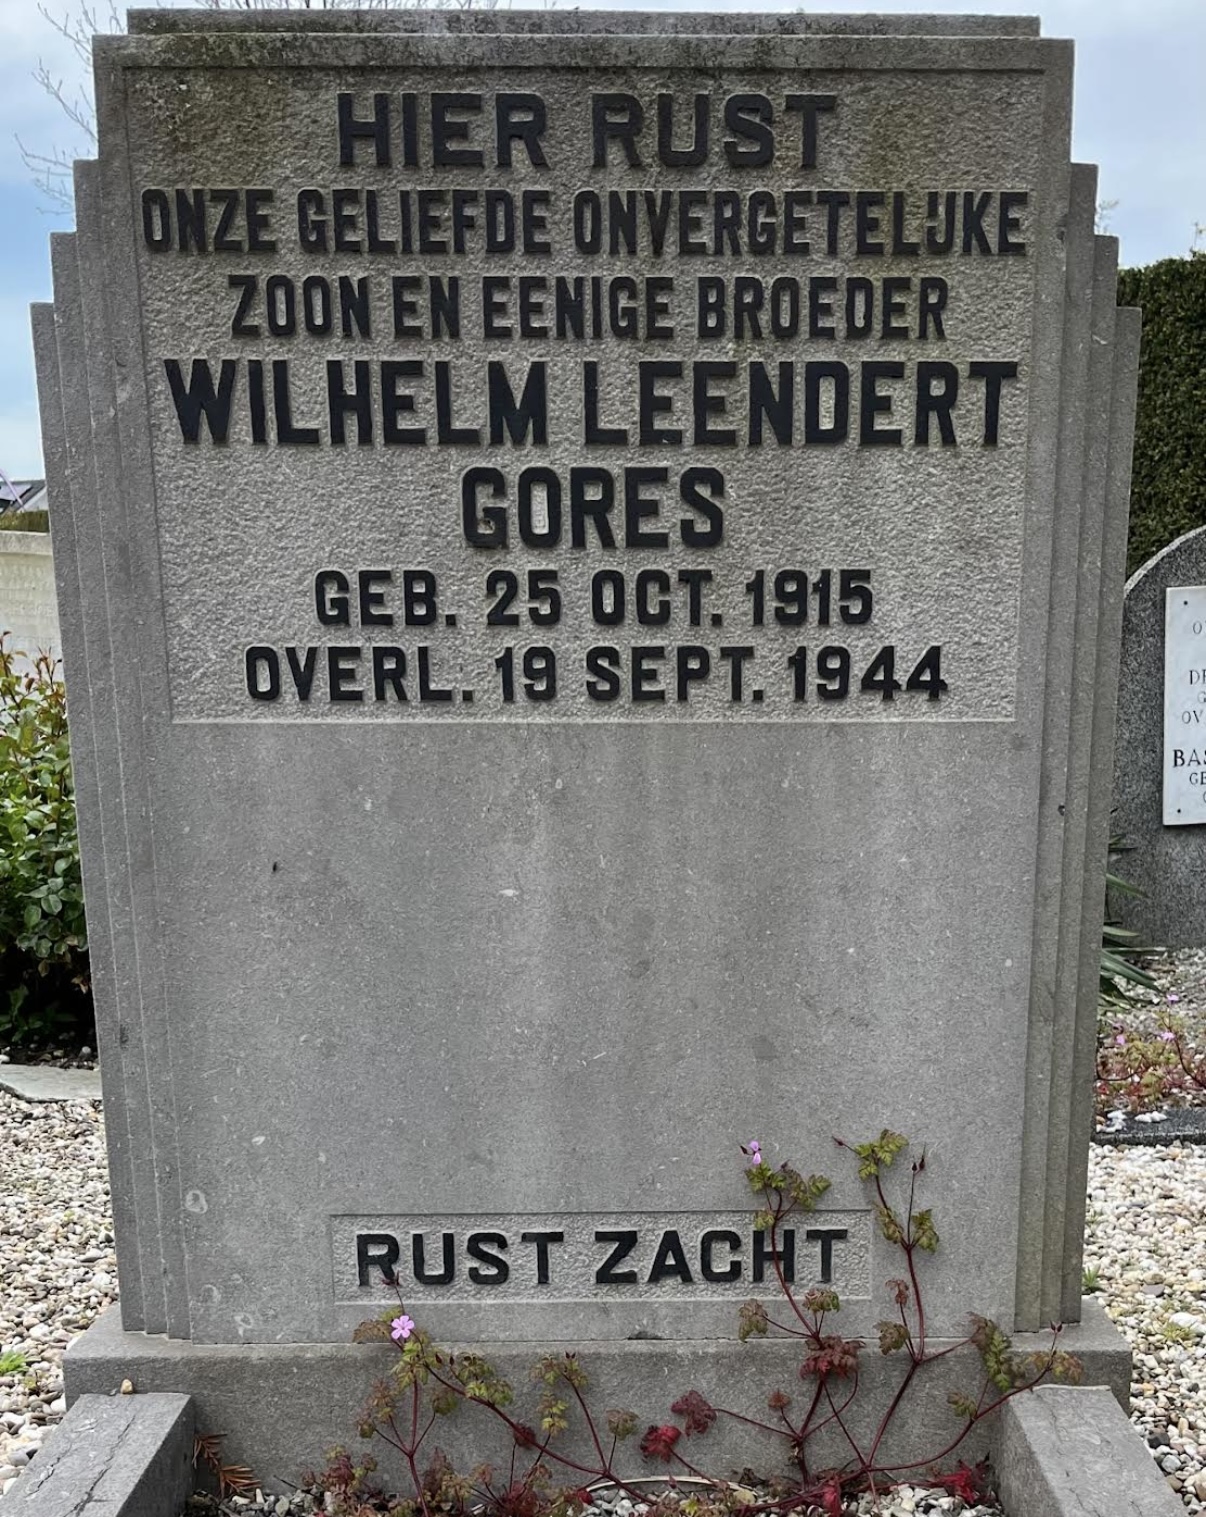 HIER RUST
ONZE GELIEFDE ONVERGETELIJKE
ZOON EN EENIGE BROEDER
WILHELM LEENDERT
GORES
GEB. 25 OCT. 1915
OVERL. 19 SEPT. 1944
RUST ZACHT
BAS